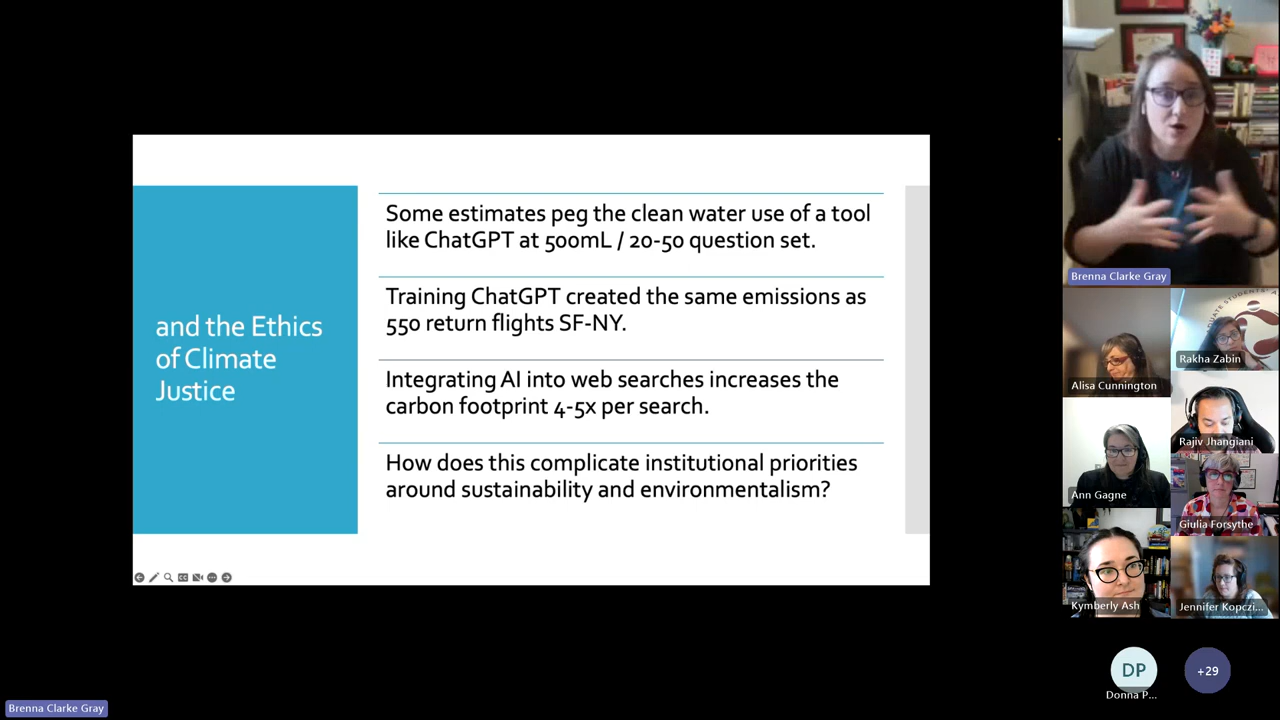 and the Ethics
of Climate
Justice
Some estimates peg the clean water use of a tool
like ChatGPT at 500mL / 20-50 question set.
Training ChatGPT created the same emissions as
550 return flights SF-NY.
Integrating AI into web searches increases the
carbon footprint 4-5x per search.
How does this complicate institutional priorities
around sustainability and environmentalism?
Brenna Clarke Gray
Alisa Cunnington
Rakha Zabin
Ann Gagne
Rajiv Jhangiani
Giulia Forsythe
Kymberly Ash
Jennifer Kopczi...
DP
Donna P...
+29
Brenna Clarke Gray